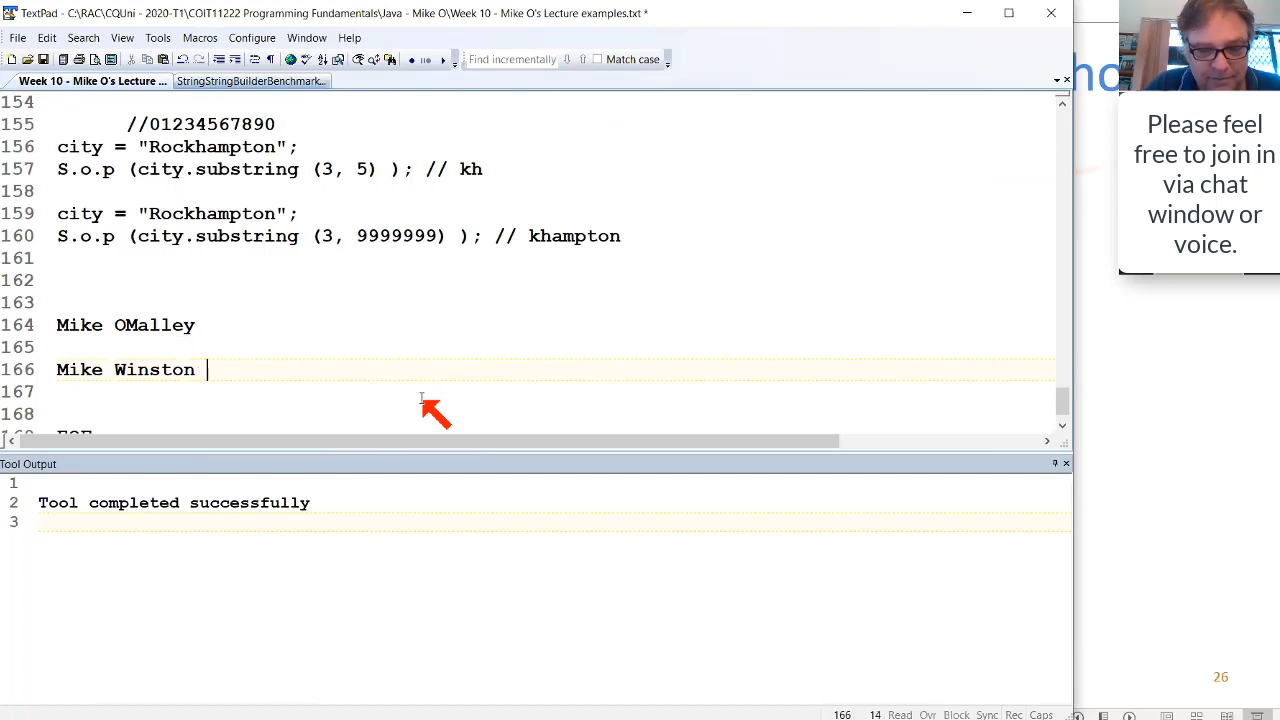 TextPad - C:\RAC\CQUni - 2020-T1\COIT11222 Programming Fundamentals\Java - Mike O\Week 10 - Mike O's Lecture examples.txt *
File Edit Search View Tools Macros Configure Window Help
Find incrementally Match case
Week 10 - Mike O's Lecture ... StringStringBuilderBenchmark...
154
155 //01234567890
156 city = "Rockhampton";
157 S.o.p (city.substring (3, 5) ); // kh
158
159 city = "Rockhampton";
160 S.o.p (city.substring (3, 9999999) ); // khampton
161
162
163
164 Mike OMalley
165
166 Mike Winston
167
168
Tool Output
1
2 Tool completed successfully
3
166 14 Read Ovr Block Sync Rec Caps
Please feel
free to join in
via chat
window or
voice.
26